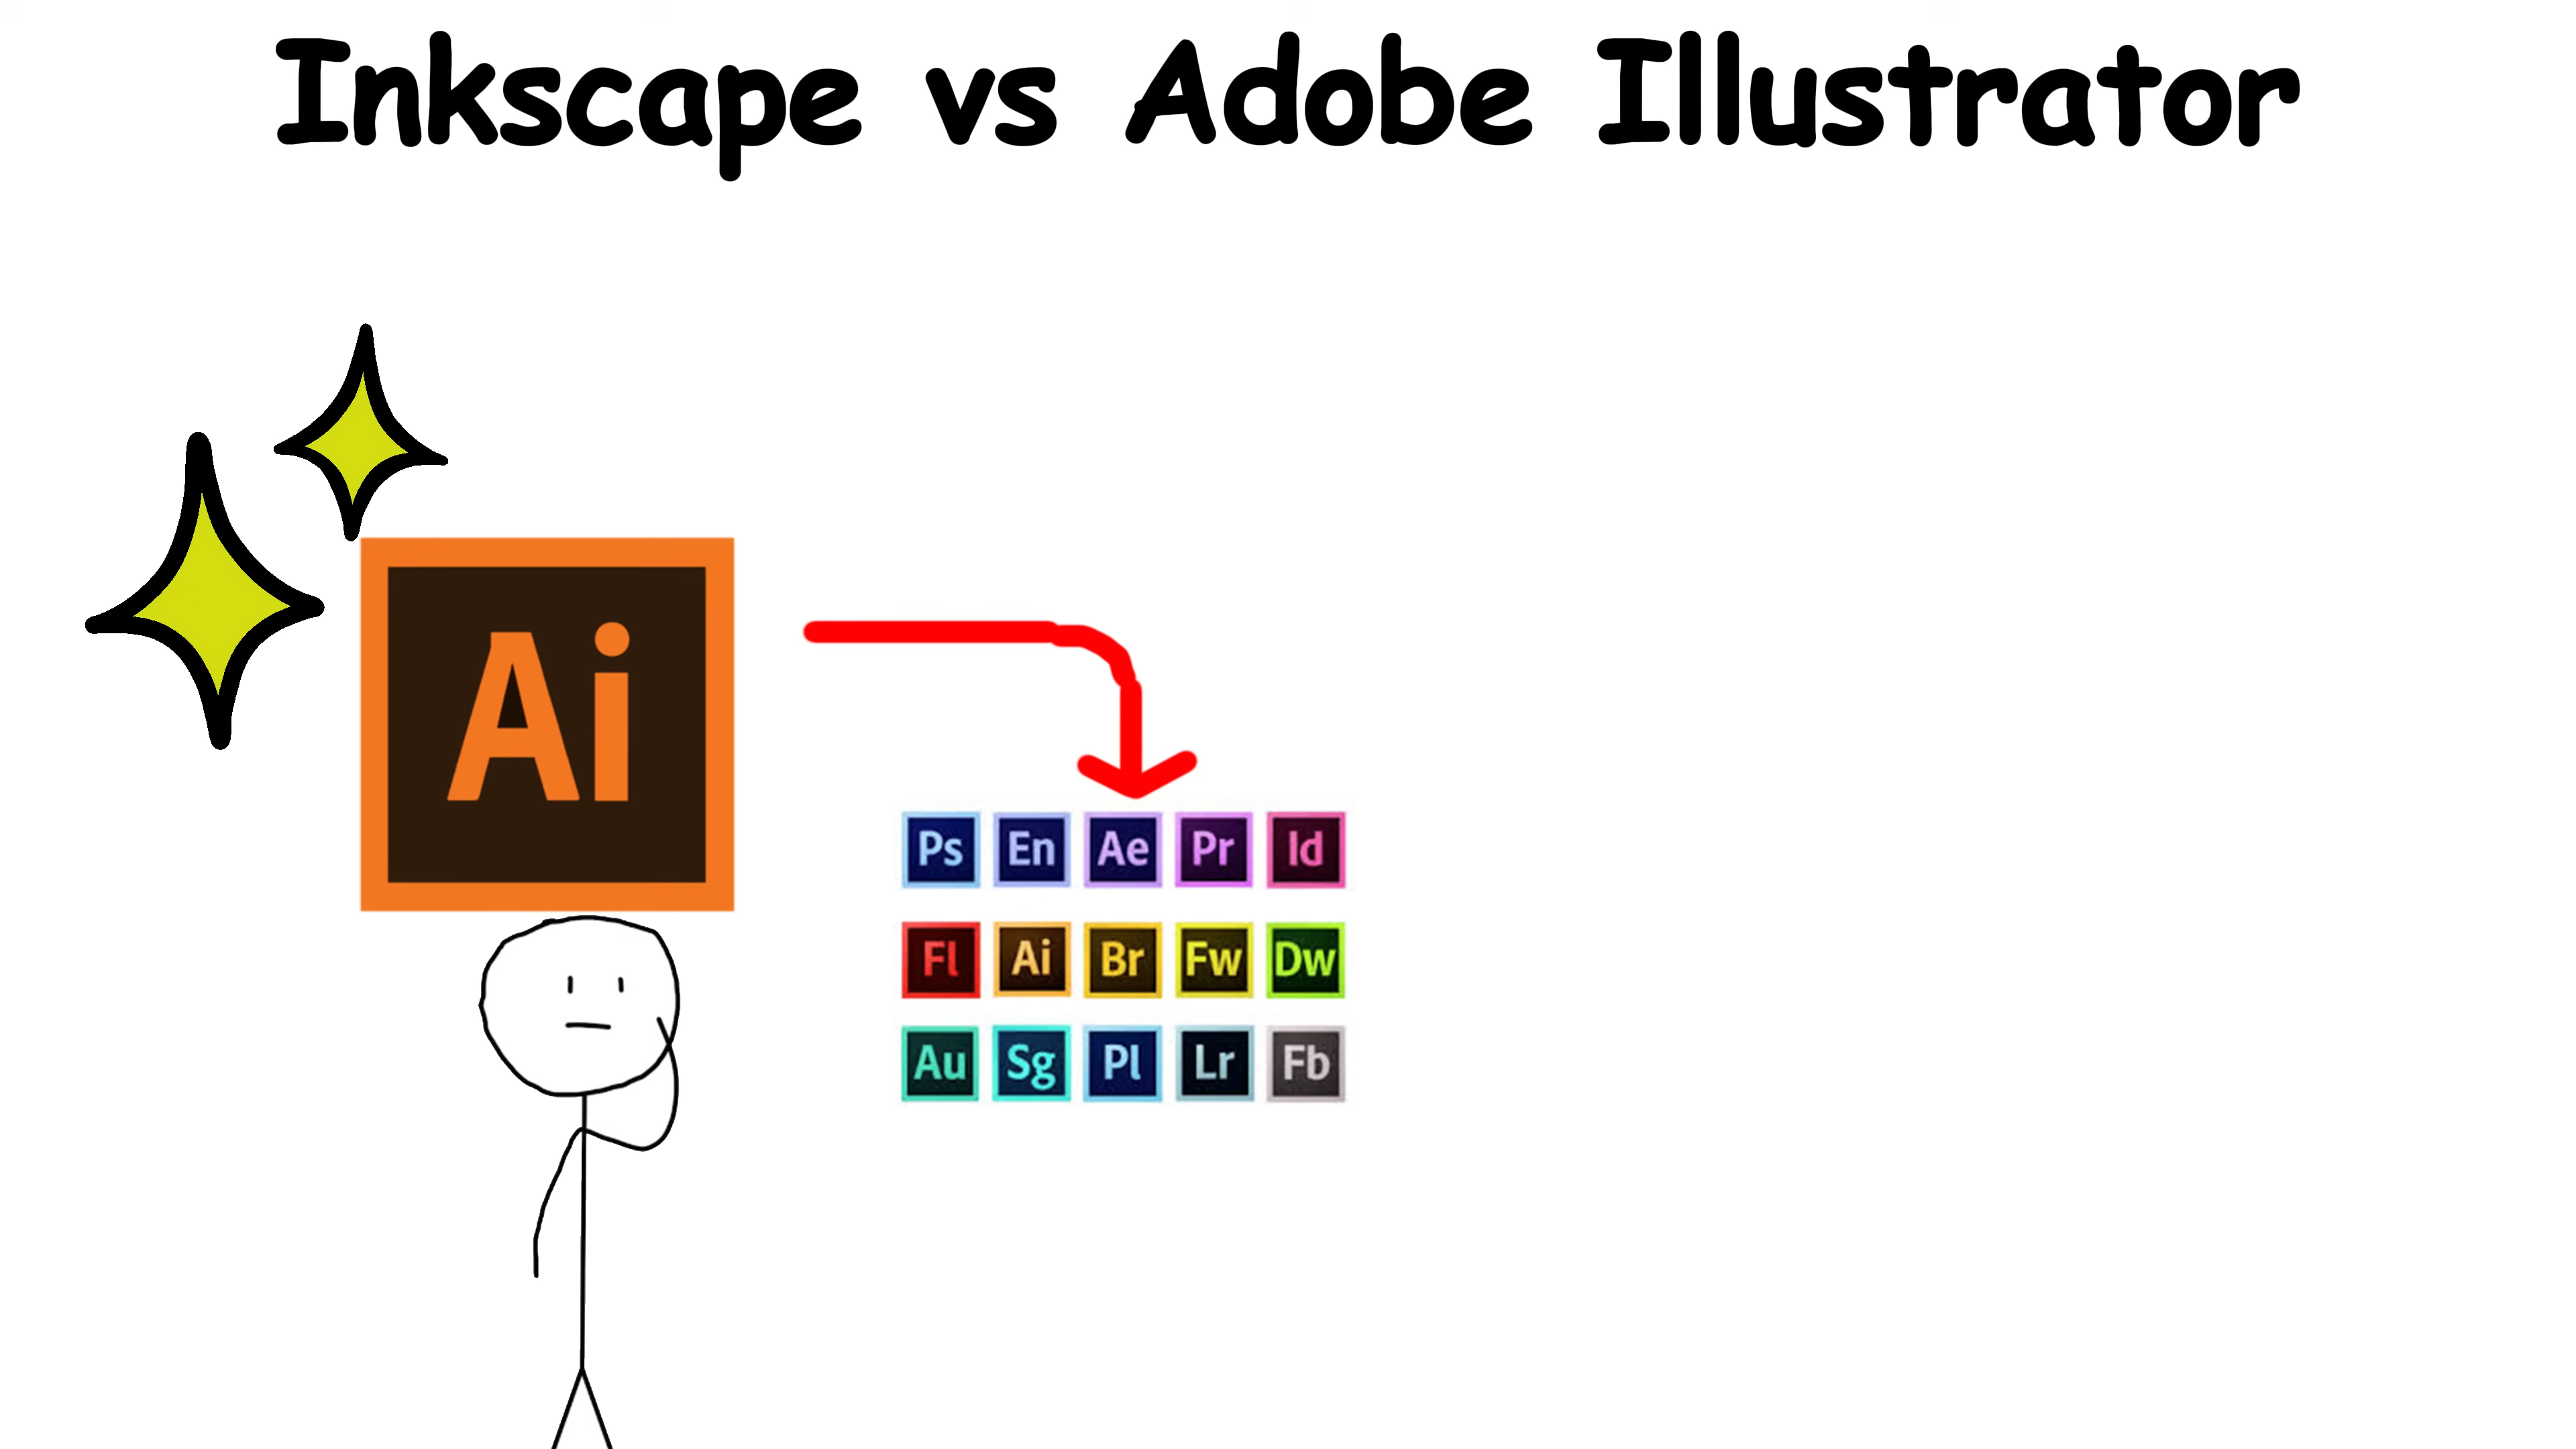 Inkscape vs Adobe Illustrator
Ai
Ps En Ae Pr Id
Fl Ai Br Fw Dw
Au Sg Pl Lr Fb